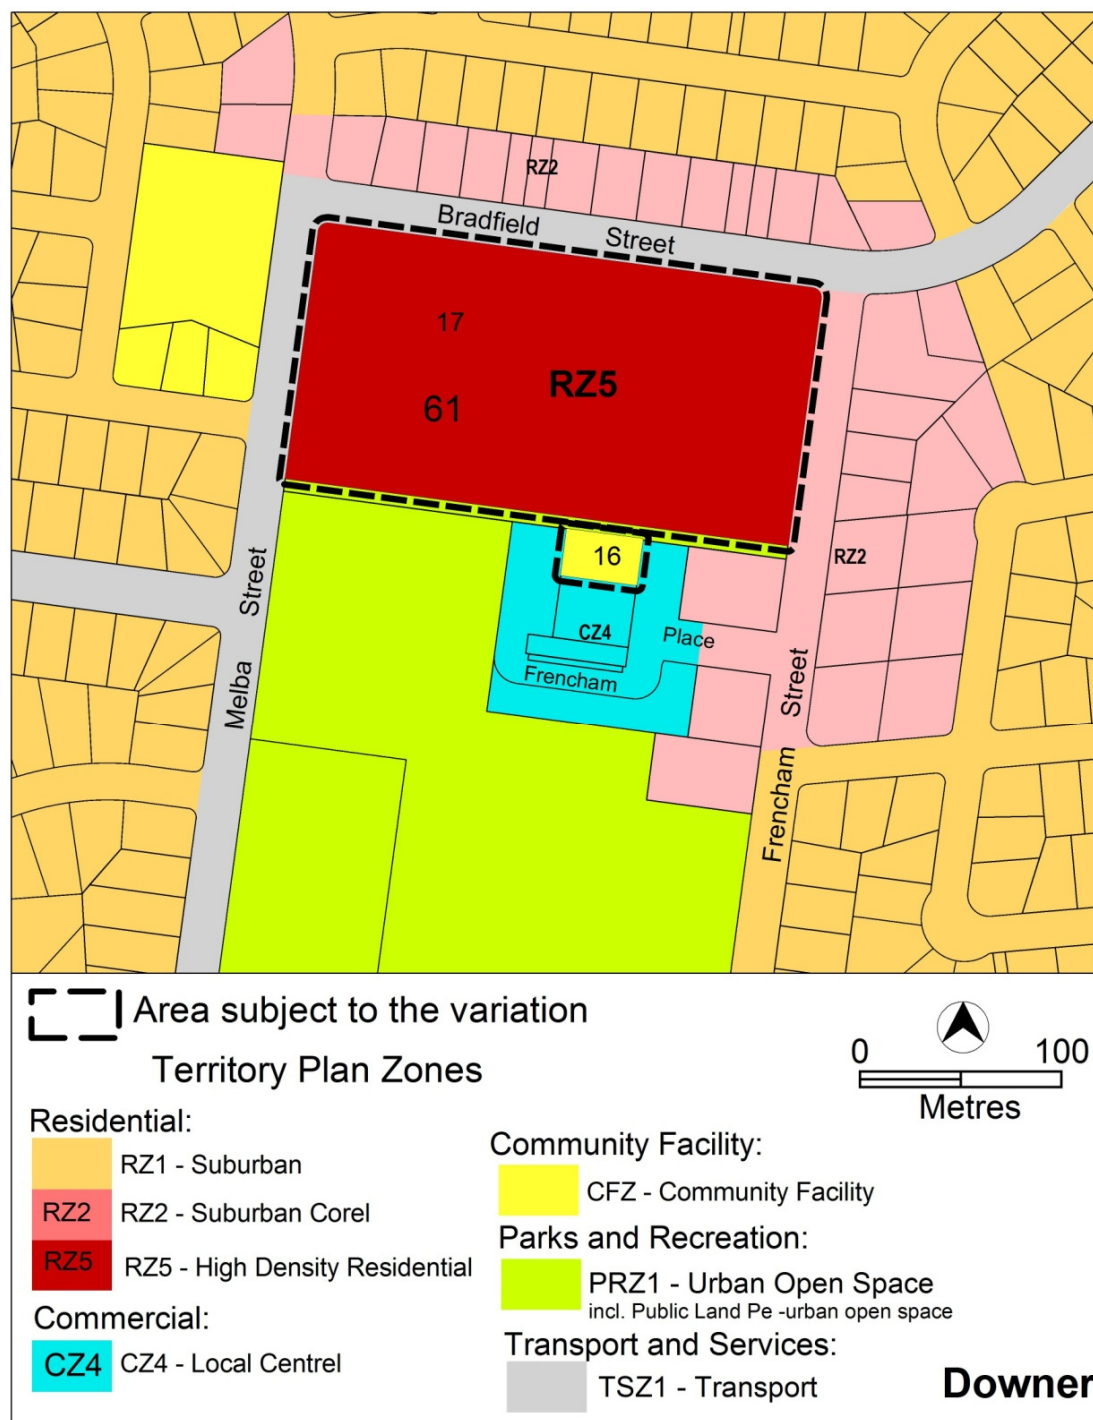 RZ2
Bradfield Street
17
61
RZ5
16
RZ2
CZ4
Place
Frencham
Melba Street
Frencham Street
Area subject to the variation
Territory Plan Zones
0 100
Metres
Residential:
RZ1 - Suburban
RZ2 RZ2 - Suburban Corel
RZ5 RZ5 - High Density Residential
Commercial:
CZ4 CZ4 - Local Centrel
Community Facility:
CFZ - Community Facility
Parks and Recreation:
PRZ1 - Urban Open Space
incl. Public Land Pe -urban open space
Transport and Services:
TSZ1 - Transport
Downer